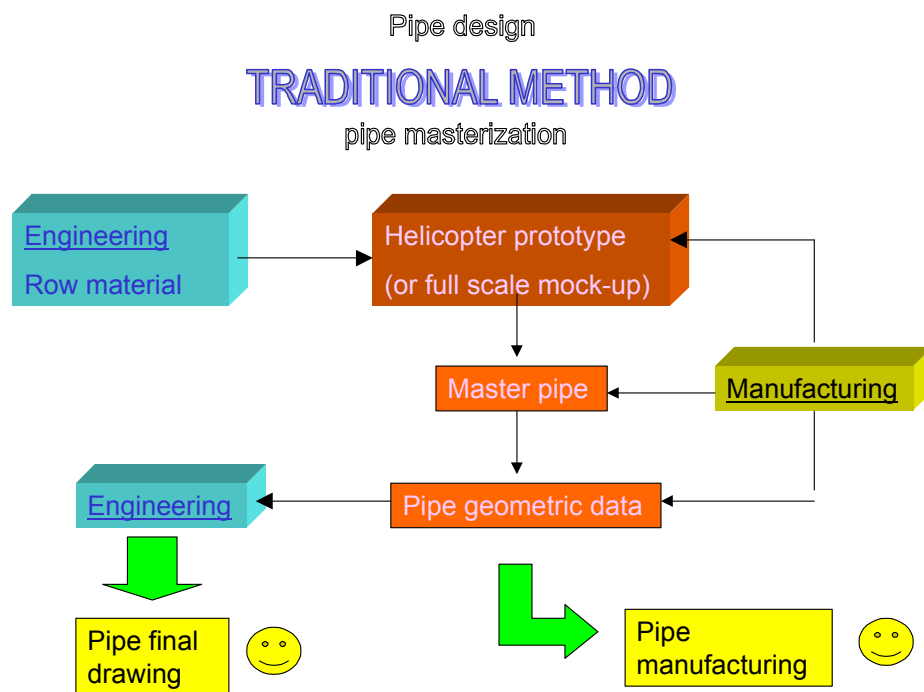 Pipe design
TRADITIONAL METHOD
pipe masterization
Engineering
Row material
Helicopter prototype
(or full scale mock-up)
Master pipe
Manufacturing
Engineering
Pipe geometric data
Pipe final
drawing
Pipe
manufacturing